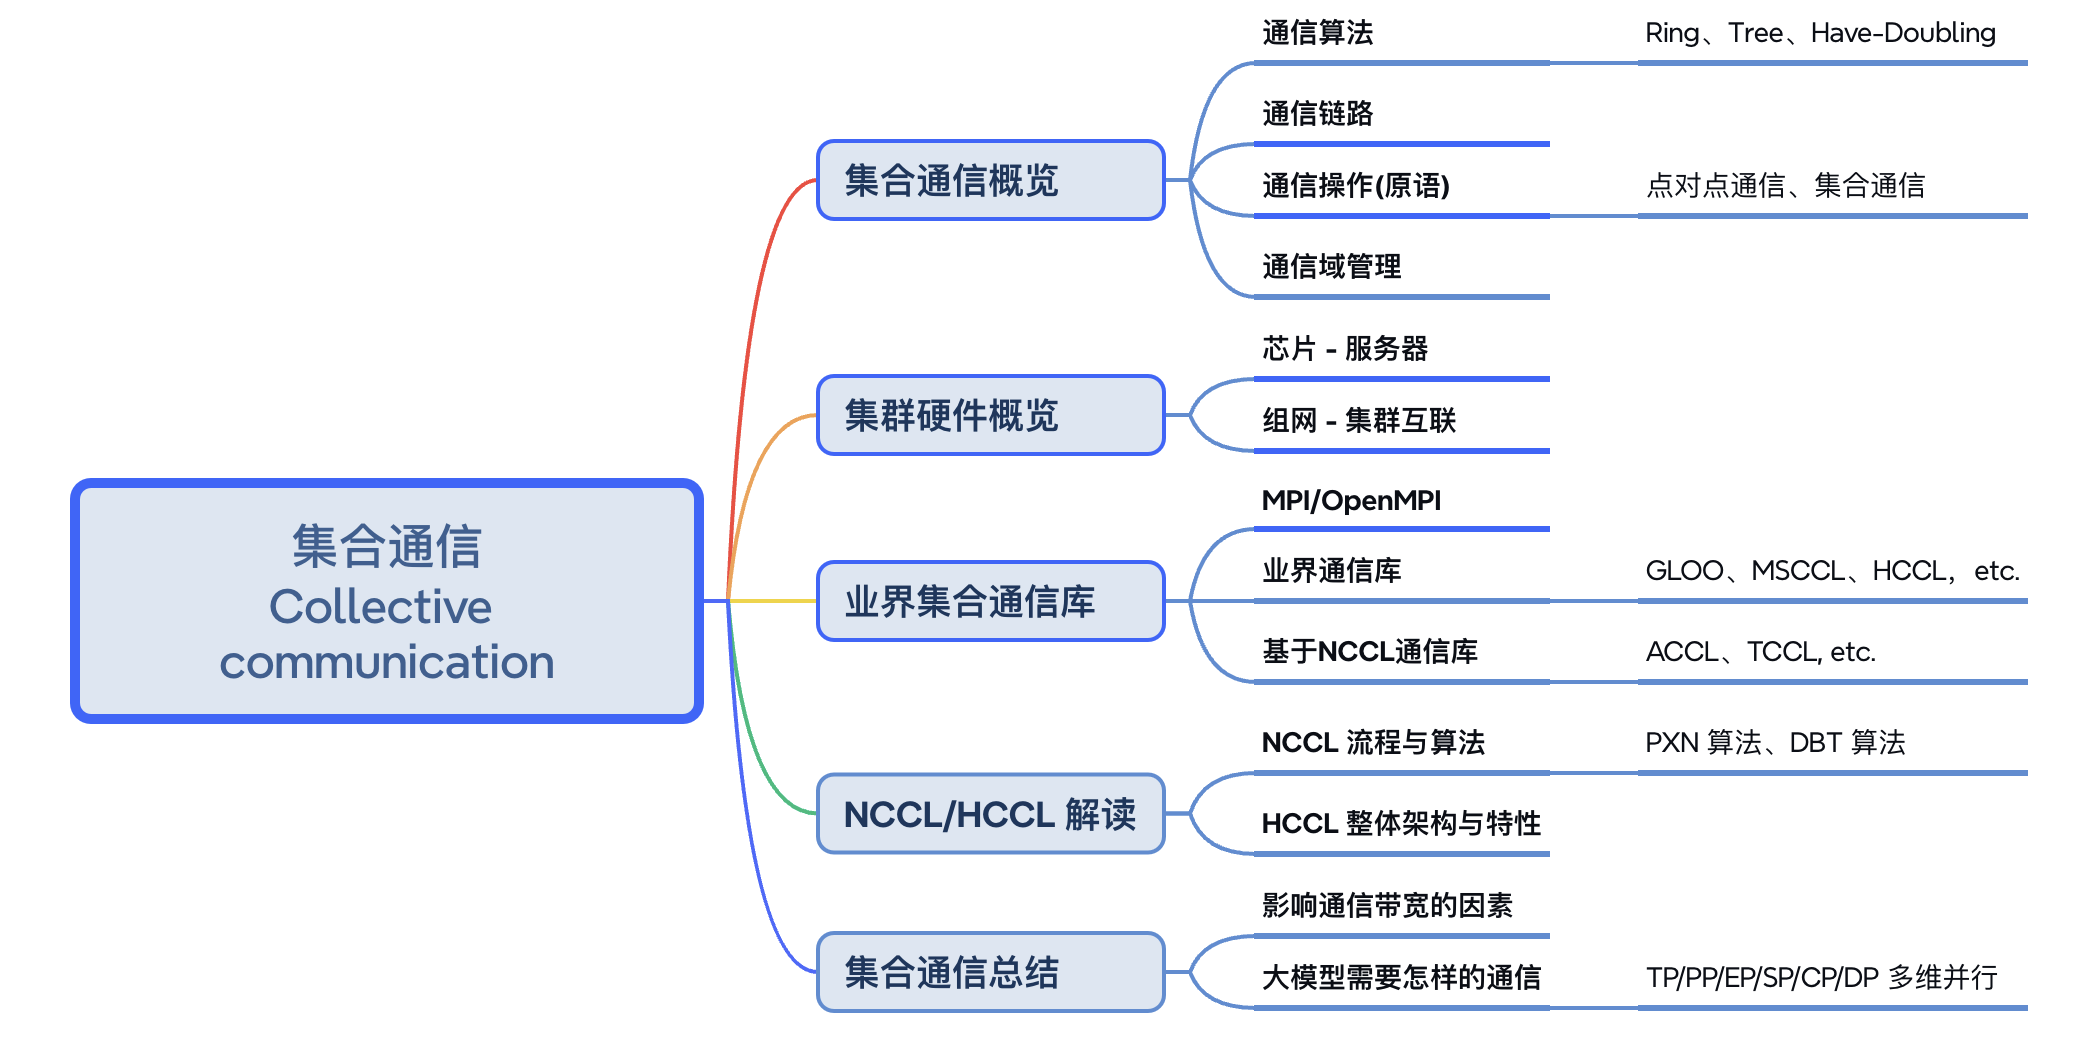 集合通信
Collective
communication
集合通信概览
通信算法
Ring、Tree、Have-Doubling
通信链路
通信操作(原语)
点对点通信、集合通信
通信域管理
集群硬件概览
芯片 - 服务器
组网 - 集群互联
业界集合通信库
MPI/OpenMPI
业界通信库
GLOO、MSCCL、HCCL，etc.
基于NCCL通信库
ACCL、TCCL, etc.
NCCL/HCCL 解读
NCCL 流程与算法
PXN 算法、DBT 算法
HCCL 整体架构与特性
集合通信总结
影响通信带宽的因素
大模型需要怎样的通信
TP/PP/EP/SP/CP/DP 多维并行